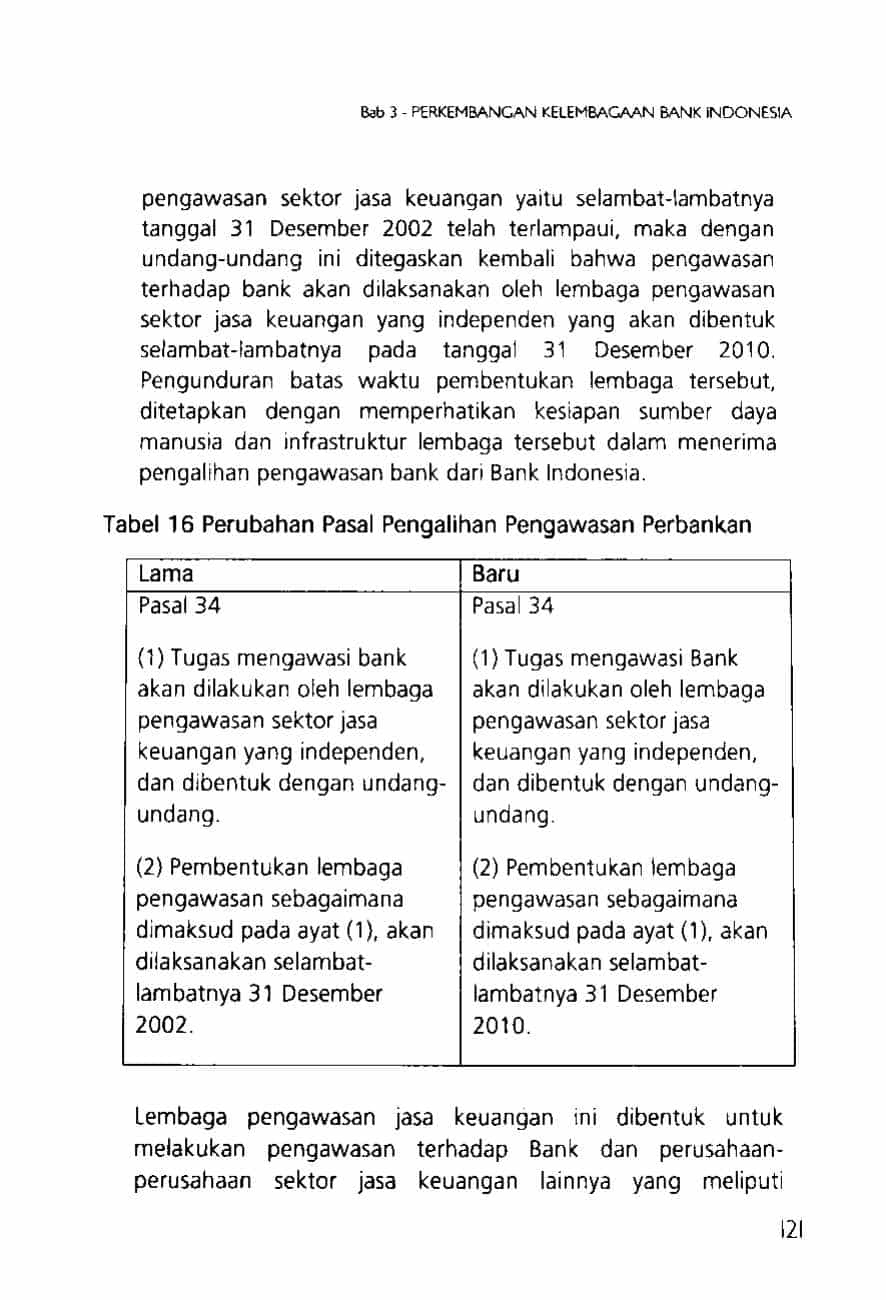 Bab 3 - PERKEMBANGAN KELEMBAGAAN BANK INDONESIA
pengawasan sektor jasa keuangan yaitu selambat-lambatnya
tanggal 31 Desember 2002 telah terlampaui, maka dengan
undang-undang ini ditegaskan kembali bahwa pengawasan
terhadap bank akan dilaksanakan oleh lembaga pengawasan
sektor jasa keuangan yang independen yang akan dibentuk
selambat-lambatnya pada tanggal 31 Desember 2010.
Pengunduran batas waktu pembentukan lembaga tersebut,
ditetapkan dengan memperhatikan kesiapan sumber daya
manusia dan infrastruktur lembaga tersebut dalam menerima
pengalihan pengawasan bank dari Bank Indonesia.
Tabel 16 Perubahan Pasal Pengalihan Pengawasan Perbankan
Lama
Pasal 34
(1) Tugas mengawasi bank
akan dilakukan oleh lembaga
pengawasan sektor jasa
keuangan yang independen,
dan dibentuk dengan undang-
undang.
(2) Pembentukan lembaga
pengawasan sebagaimana
dimaksud pada ayat (1), akan
dilaksanakan selambat-
lambatnya 31 Desember
2002.
Baru
Pasal 34
(1) Tugas mengawasi Bank
akan dilakukan oleh lembaga
pengawasan sektor jasa
keuangan yang independen,
dan dibentuk dengan undang-
undang.
(2) Pembentukan lembaga
pengawasan sebagaimana
dimaksud pada ayat (1), akan
dilaksanakan selambat-
lambatnya 31 Desember
2010.
Lembaga pengawasan jasa keuangan ini dibentuk untuk
melakukan pengawasan terhadap Bank dan perusahaan-
perusahaan sektor jasa keuangan lainnya yang meliputi
121